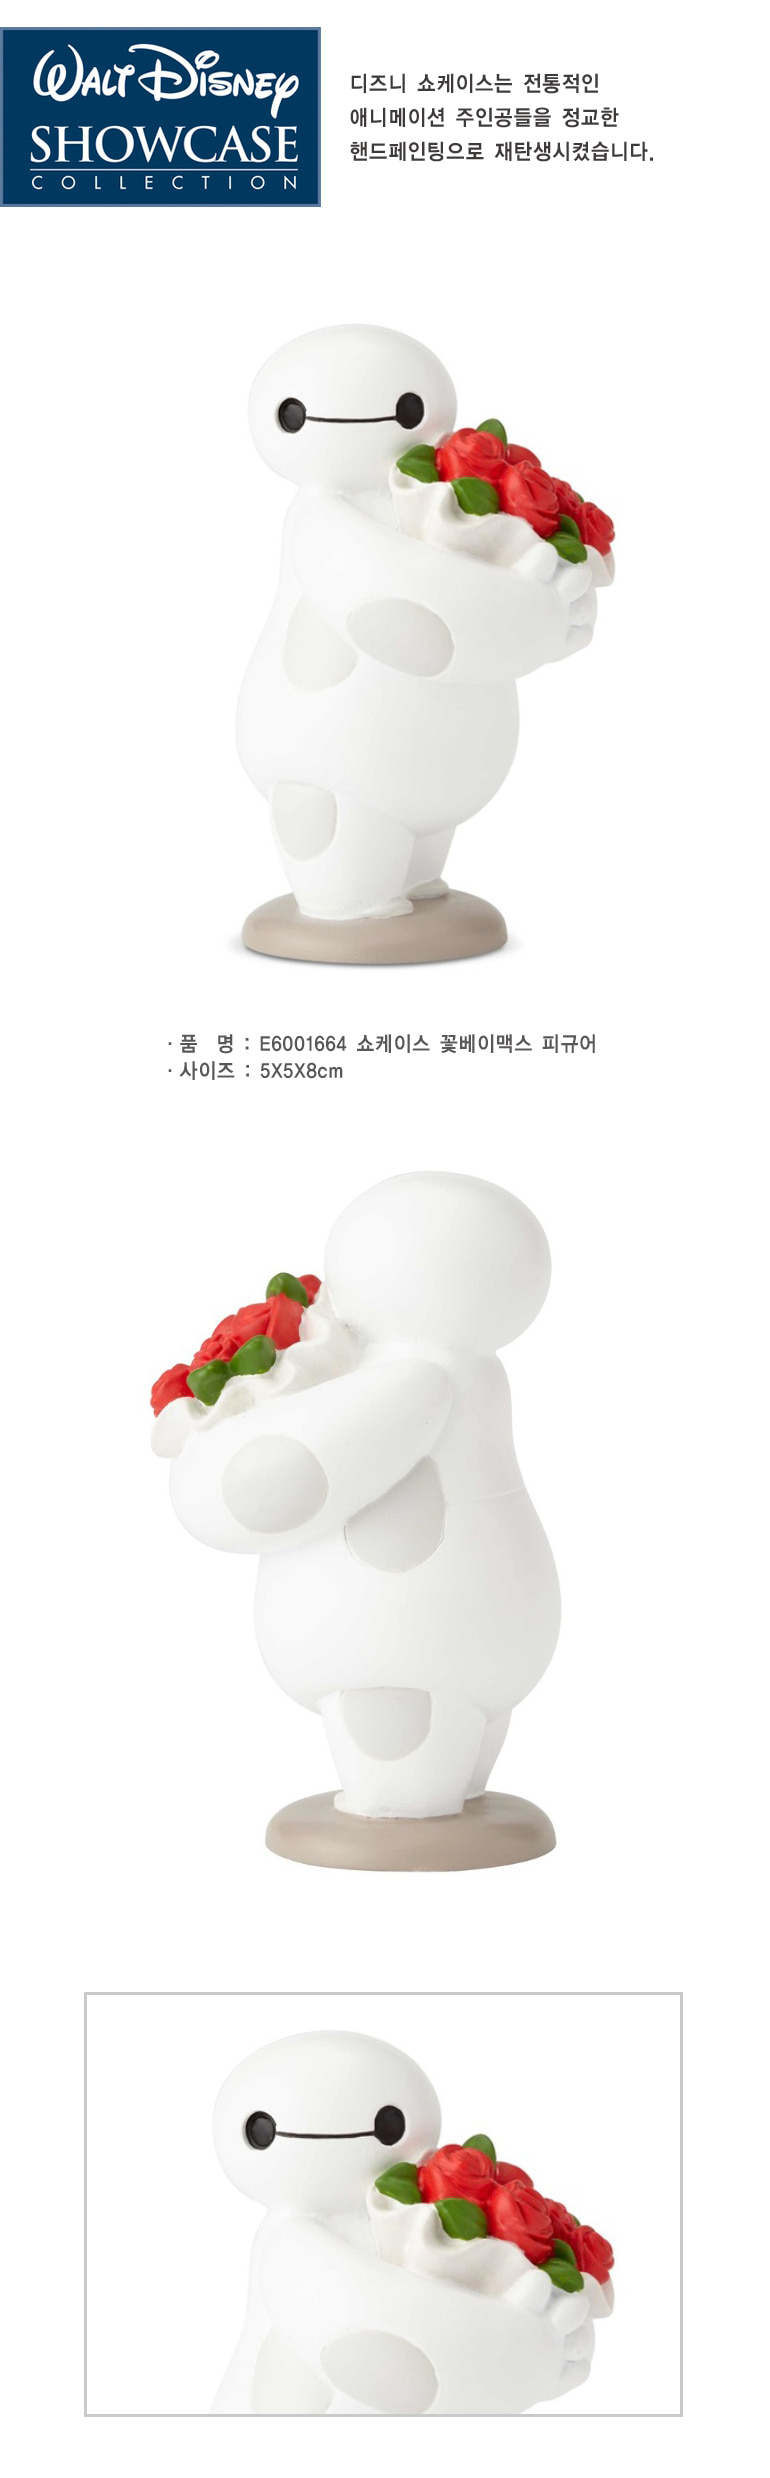 WALT DISNEY
SHOWCASE
COLLECTION
디즈니 쇼케이스는 전통적인
애니메이션 주인공들을 정교한
핸드페인팅으로 재탄생시켰습니다.
· 품 명 : E6001664 쇼케이스 꽃베이맥스 피규어
· 사이즈 : 5X5X8cm